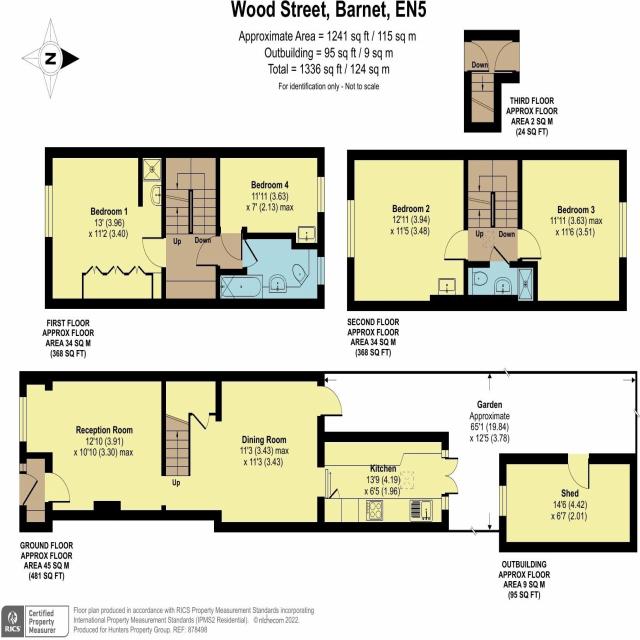 Wood Street, Barnet, EN5
Approximate Area = 1241 sq ft / 115 sq m
Outbuilding = 95 sq ft / 9 sq m
Total = 1336 sq ft / 124 sq m
For identification only - Not to scale
N
Down
THIRD FLOOR
APPROX FLOOR
AREA 2 SQ M
(24 SQ FT)
Bedroom 1
13' (3.96)
x 11'2 (3.40)
Up
Down
Bedroom 4
11'11 (3.63)
x 7' (2.13) max
FIRST FLOOR
APPROX FLOOR
AREA 34 SQ M
(368 SQ FT)
Bedroom 2
12'11 (3.94)
x 11'5 (3.48)
Up
Down
Bedroom 3
11'11 (3.63) max
x 11'6 (3.51)
SECOND FLOOR
APPROX FLOOR
AREA 34 SQ M
(368 SQ FT)
Reception Room
12'10 (3.91)
x 10'10 (3.30) max
Up
Dining Room
11'3 (3.43) max
x 11'3 (3.43)
Kitchen
13'9 (4.19)
x 6'5 (1.96)
Garden
Approximate
65'1 (19.84)
x 12'5 (3.78)
Shed
14'6 (4.42)
x 6'7 (2.01)
GROUND FLOOR
APPROX FLOOR
AREA 45 SQ M
(481 SQ FT)
OUTBUILDING
APPROX FLOOR
AREA 9 SQ M
(95 SQ FT)
RICS
Certified
Property
Measurer
Floor plan produced in accordance with RICS Property Measurement Standards incorporating
International Property Measurement Standards (IPMS2 Residential). © nichecom 2022.
Produced for Hunters Property Group. REF: 878498